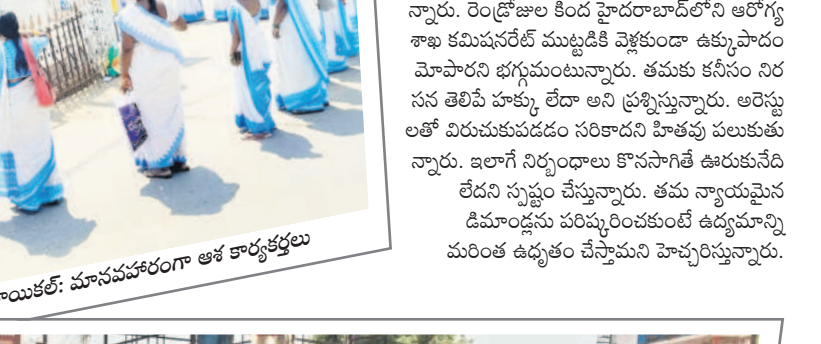 న్నారు. రెండ్రోజుల కింద హైదరాబాద్‌లోని ఆరోగ్య
శాఖ కమిషనరేట్ ముట్టడికి వెళ్లకుండా ఉక్కుపాదం
మోపారని భగ్గుమంటున్నారు. తమకు కనీసం నిర
సన తెలిపే హక్కు లేదా అని ప్రశ్నిస్తున్నారు. అరెస్టు
లతో విరుచుకుపడడం సరికాదని హితవు పలుకుతు
న్నారు. ఇలాగే నిర్బంధాలు కొనసాగితే ఊరుకునేది
లేదని స్పష్టం చేస్తున్నారు. తమ న్యాయమైన
డిమాండ్లను పరిష్కరించకుంటే ఉద్యమాన్ని
మరింత ఉధృతం చేస్తామని హెచ్చరిస్తున్నారు.
మానవహారంగా ఆశ కార్యకర్తలు